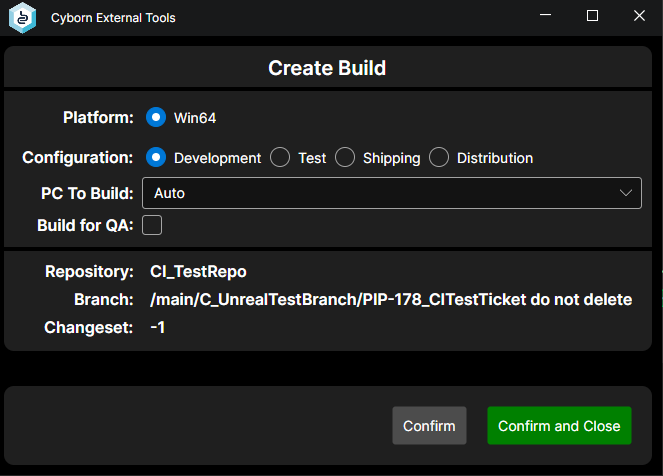 Cyborn External Tools
Create Build
Platform: Win64
Configuration: Development Test Shipping Distribution
PC To Build: Auto
Build for QA:
Repository: CI_TestRepo
Branch: /main/C_UnrealTestBranch/PIP-178_CITestTicket do not delete
Changeset: -1
Confirm Confirm and Close